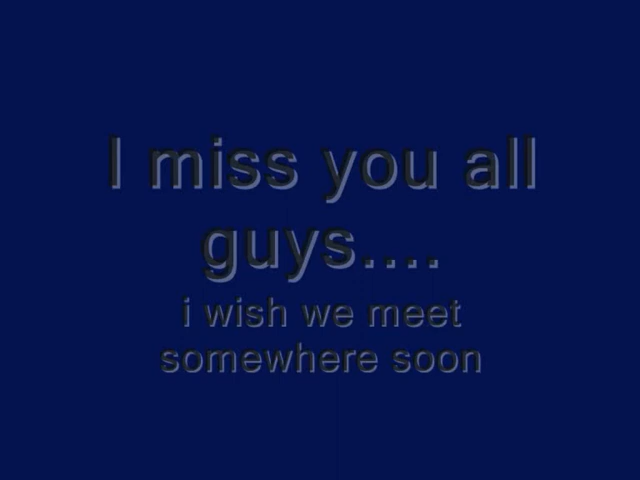 I miss you all
guys....
i wish we meet
somewhere soon